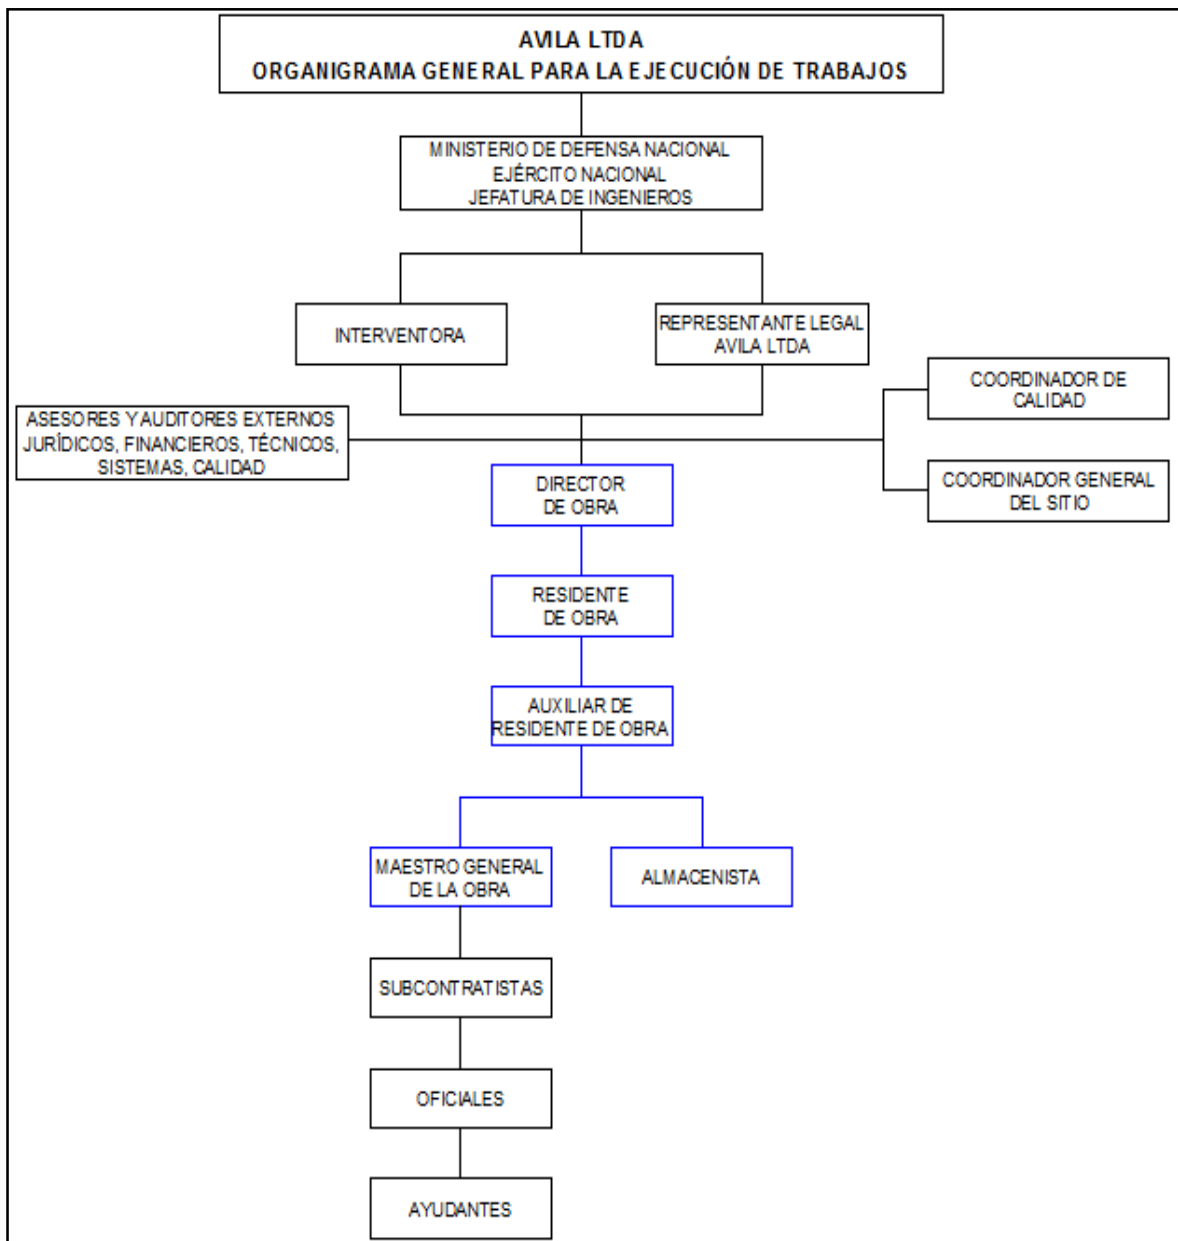 AVILA LTDA
ORGANIGRAMA GENERAL PARA LA EJECUCIÓN DE TRABAJOS
MINISTERIO DE DEFENSA NACIONAL
EJÉRCITO NACIONAL
JEFATURA DE INGENIEROS
INTERVENTORA
REPRESENTANTE LEGAL
AVILA LTDA
COORDINADOR DE
CALIDAD
ASESORES Y AUDITORES EXTERNOS
JURÍDICOS, FINANCIEROS, TÉCNICOS,
SISTEMAS, CALIDAD
COORDINADOR GENERAL
DEL SITIO
DIRECTOR
DE OBRA
RESIDENTE
DE OBRA
AUXILIAR DE
RESIDENTE DE OBRA
MAESTRO GENERAL
DE LA OBRA
ALMACENISTA
SUBCONTRATISTAS
OFICIALES
AYUDANTES